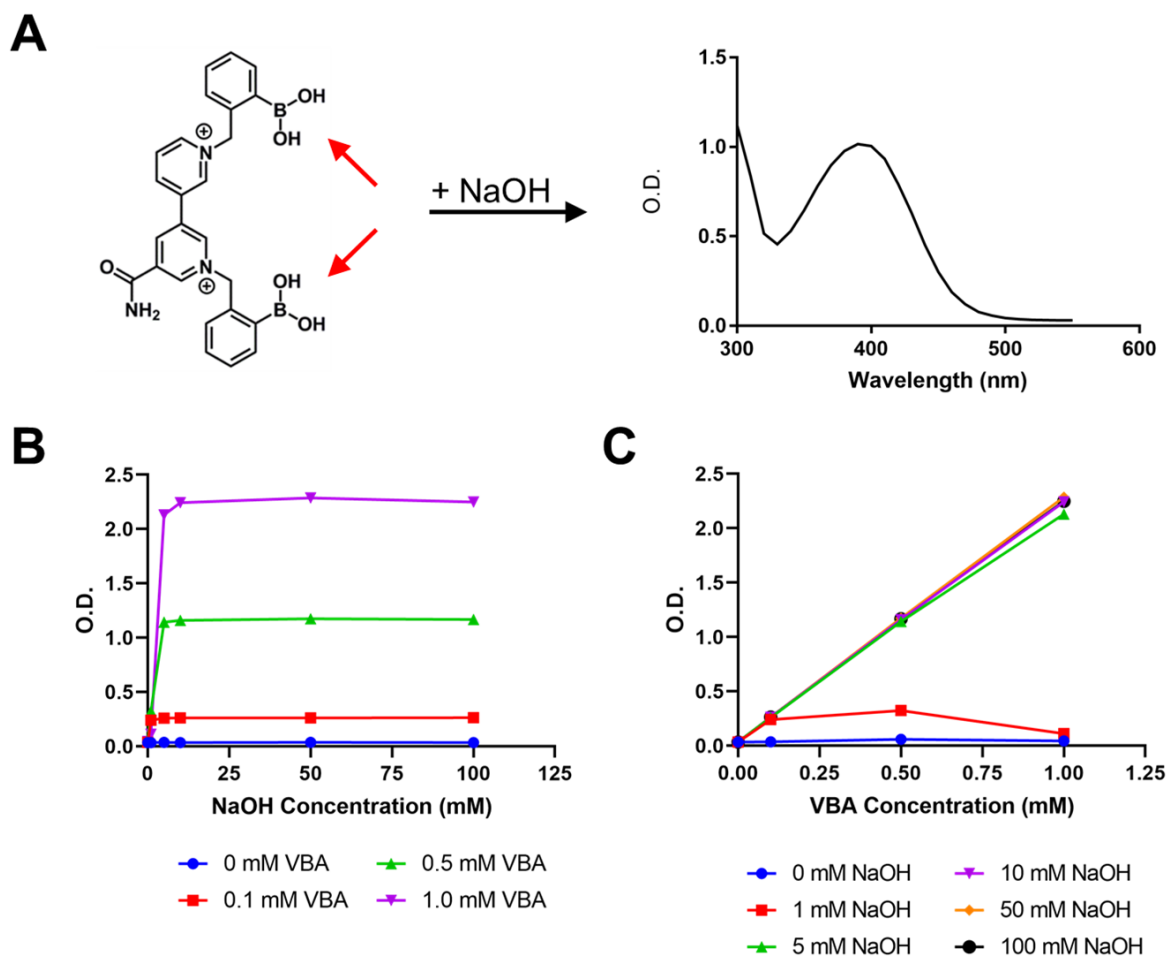 A
B
OH
OH
N
+
+ NaOH
O
NH2
N
+
OH
B
OH
O.D.
1.5
1.0
0.5
0.0
300
400
500
600
Wavelength (nm)
B
O.D.
2.5
2.0
1.5
1.0
0.5
0.0
0
25
50
75
100
125
NaOH Concentration (mM)
0 mM VBA
0.5 mM VBA
0.1 mM VBA
1.0 mM VBA
C
O.D.
2.5
2.0
1.5
1.0
0.5
0.0
0.00
0.25
0.50
0.75
1.00
1.25
VBA Concentration (mM)
0 mM NaOH
10 mM NaOH
1 mM NaOH
50 mM NaOH
5 mM NaOH
100 mM NaOH